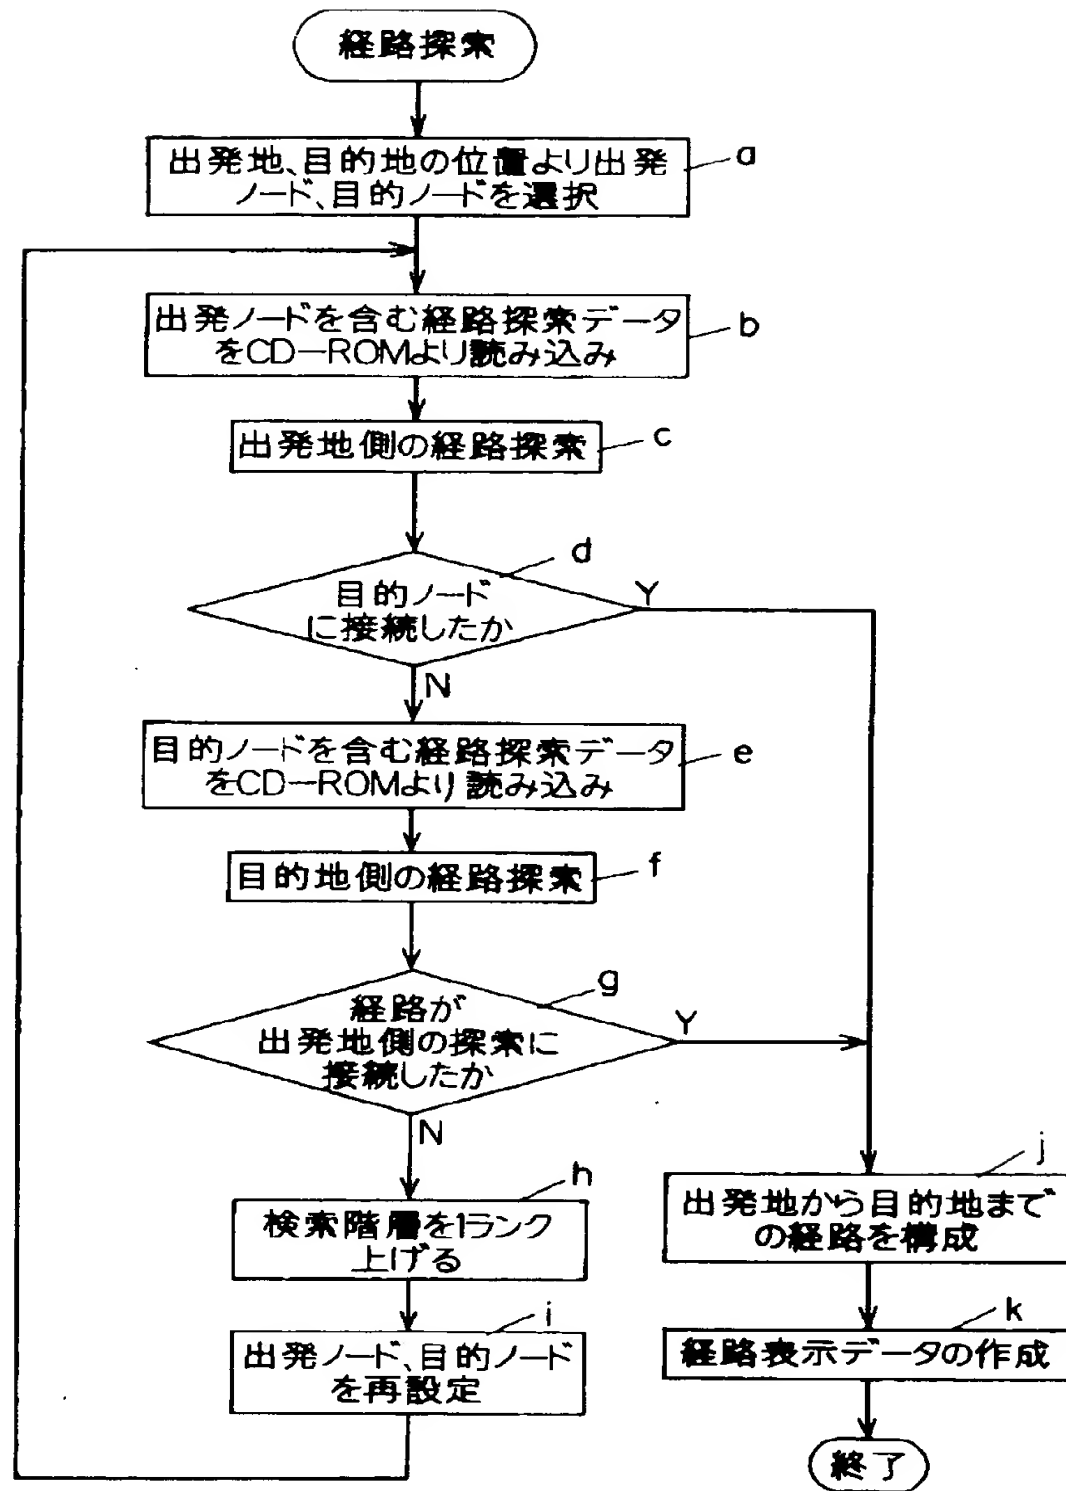 経路探索
出発地、目的地の位置より出発
ノード、目的ノードを選択
a
出発ノードを含む経路探索データ
をCD－ROMより読み込み
b
出発地側の経路探索
c
目的ノード
に接続したか
d
Y
N
目的ノードを含む経路探索データ
をCD－ROMより読み込み
e
目的地側の経路探索
f
経路が
出発地側の探索に
接続したか
g
Y
N
検索階層を1ランク
上げる
h
出発ノード、目的ノード
を再設定
i
出発地から目的地まで
の経路を構成
j
経路表示データの作成
k
終了